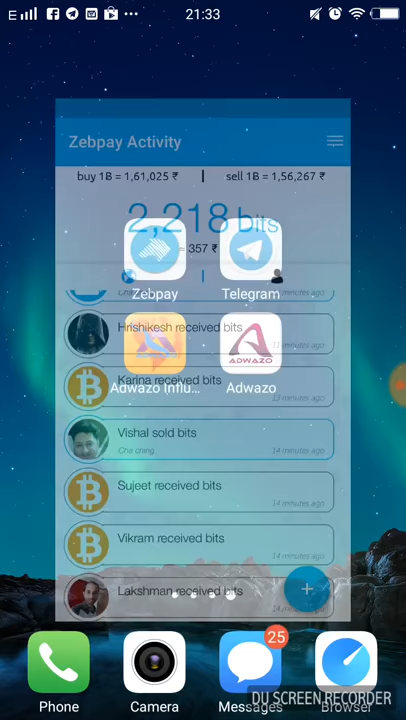 E 21:33
Zebpay Activity
buy 1B = 1,61,025 ₹ | sell 1B = 1,56,267 ₹
2,218 bits
≈ 357 ₹
Zebpay Telegram
minutes ago
Hrishikesh received bits
minutes ago
Karina received bits
13 minutes ago
ADWAZO
Adwazo Influ... Adwazo
Vishal sold bits
Cha ching 14 minutes ago
Sujeet received bits
14 minutes ago
Vikram received bits
14 minutes ago
Lakshman received bits
+
25
Phone Camera Messages Browser
DU SCREEN RECORDER